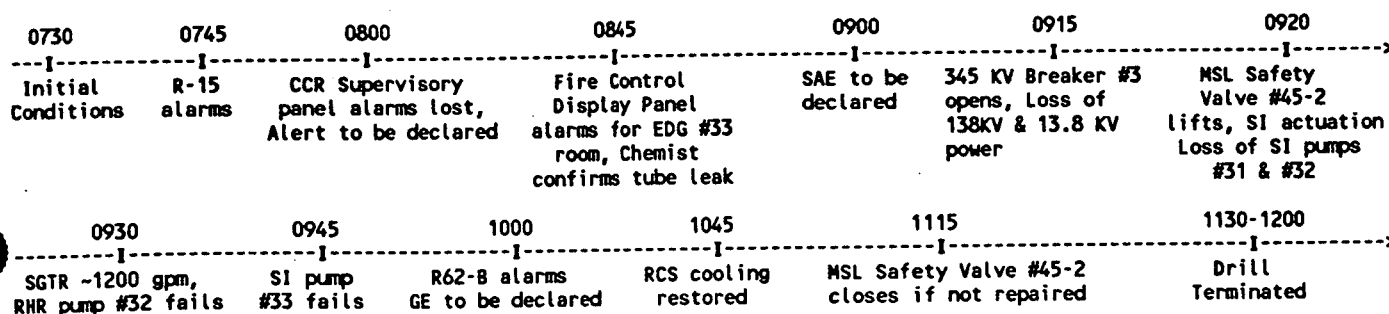 0730 0745 0800 0845 0900 0915 0920
---I---------I---------I---------I---------I---------I---------I--------->
Initial R-15 CCR Supervisory Fire Control SAE to be 345 KV Breaker #3 MSL Safety
Conditions alarms panel alarms lost, Display Panel declared opens, Loss of Valve #45-2
Alert to be declared alarms for EDG #33 138KV & 13.8 KV lifts, SI actuation
room, Chemist power Loss of SI pumps
confirms tube leak #31 & #32
0930 0945 1000 1045 1115 1130-1200
---------I---------I---------I---------I---------I---------I--------->
SGTR ~1200 gpm, SI pump R62-B alarms RCS cooling MSL Safety Valve #45-2 Drill
RHR pump #32 fails #33 fails GE to be declared restored closes if not repaired Terminated